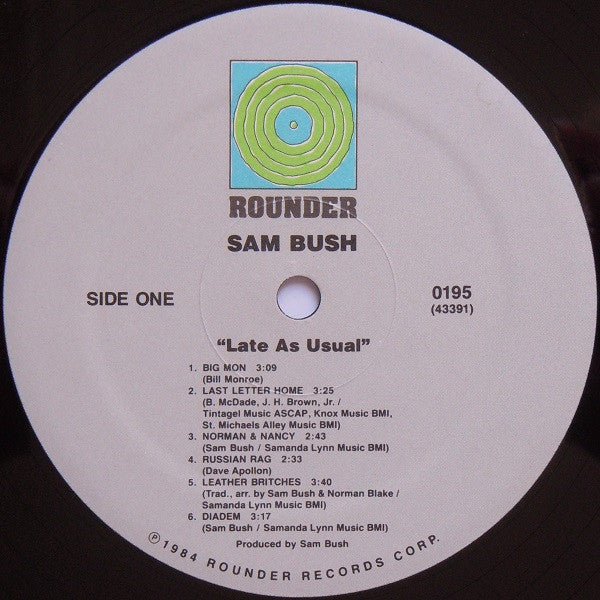 ROUNDER
SAM BUSH
SIDE ONE
0195
(43391)
"Late As Usual"
1. BIG MON 3:09
(Bill Monroe)
2. LAST LETTER HOME 3:25
(B. McDade, J. H. Brown, Jr. /
Tintagel Music ASCAP, Knox Music BMI,
St. Michaels Alley Music BMI)
3. NORMAN & NANCY 2:43
(Sam Bush / Samanda Lynn Music BMI)
4. RUSSIAN RAG 2:33
(Dave Apollon)
5. LEATHER BRITCHES 3:40
(Trad., arr. by Sam Bush & Norman Blake /
Samanda Lynn Music BMI)
6. DIADEM 3:17
(Sam Bush / Samanda Lynn Music BMI)
Produced by Sam Bush
℗ 1984 ROUNDER RECORDS CORP.